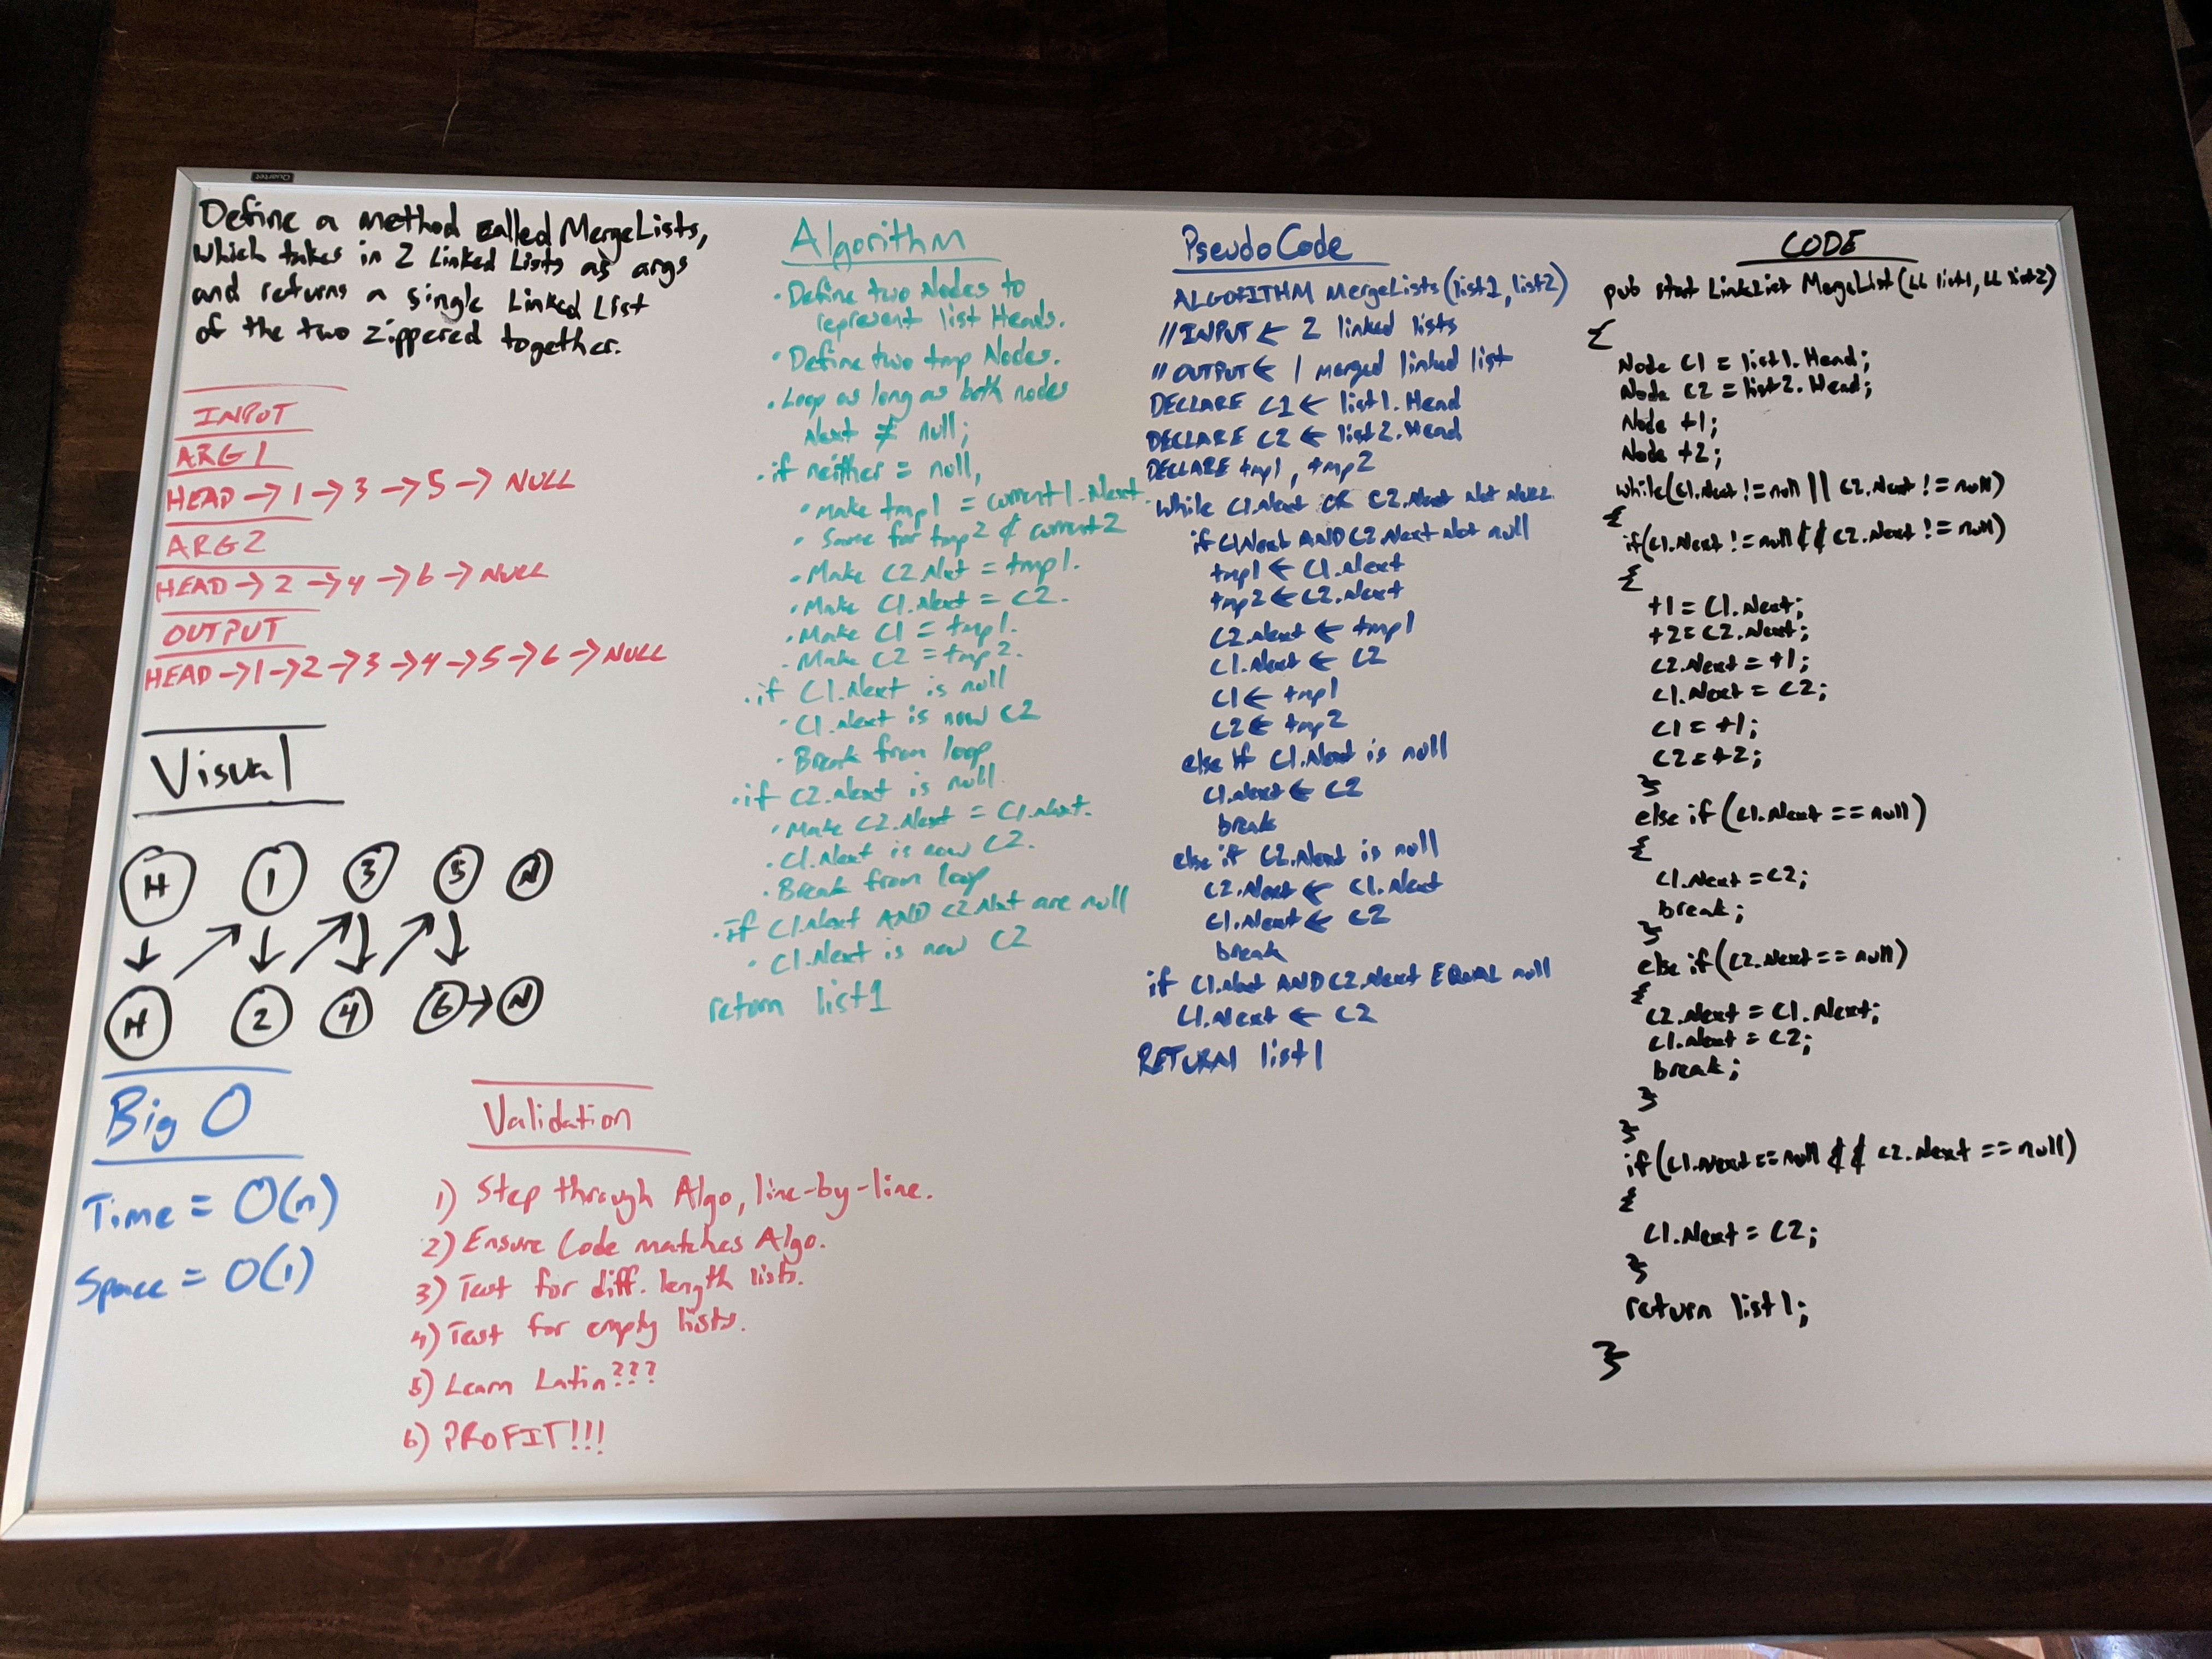 Quartet
Define a method called MergeLists,
which takes in 2 Linked Lists as args
and returns a single Linked List
of the two zippered together.
INPUT
ARG1
HEAD → 1 → 3 → 5 → NULL
ARG2
HEAD → 2 → 4 → 6 → NULL
OUTPUT
HEAD → 1 → 2 → 3 → 4 → 5 → 6 → NULL
Visual
H 1 3 5 N
H 2 4 6 → N
Big O
Time = O(n)
Space = O(1)
Validation
1) Step through Algo, line-by-line.
2) Ensure Code matches Algo.
3) Test for diff. length lists.
4) Test for empty lists.
5) Learn Latin???
6) PROFIT!!!
Algorithm
• Define two Nodes to
represent list Heads.
• Define two tmp Nodes.
• Loop as long as both nodes
Next ≠ null;
• if neither = null,
• Make tmp1 = current1.Next
• Same for tmp2 & current2
• Make C2.Nxt = tmp1.
• Make C1.Next = C2.
• Make C1 = tmp1.
• Make C2 = tmp2.
• if C1.Next is null
• C1.Next is now C2
• Break from loop
• if C2.Next is null
• Make C2.Next = C1.Next.
• C1.Next is now C2.
• Break from loop
• if C1.Next AND C2.Nxt are null
• C1.Next is now C2
return list1
PseudoCode
ALGOFITHM MergeLists(list1, list2)
// INPUT ← 2 linked lists
// OUTPUT ← 1 merged linked list
DECLARE C1 ← list1.Head
DECLARE C2 ← list2.Head
DECLARE tmp1, tmp2
while C1.Next OR C2.Next Not NULL
if C1.Next AND C2.Next Not null
tmp1 ← C1.Next
tmp2 ← C2.Next
C2.Next ← tmp1
C1.Next ← C2
C1 ← tmp1
C2 ← tmp2
else If C1.Next is null
C1.Next ← C2
break
else if C2.Next is null
C2.Next ← C1.Next
C1.Next ← C2
break
if C1.Next AND C2.Next EQUAL null
C1.Next ← C2
RETURN list1
CODE
pub stat LinkList MergeList(LL list1, LL list2)
{
Node C1 = list1.Head;
Node C2 = list2.Head;
Node t1;
Node t2;
while(C1.Next != null || C2.Next != null)
{
if(C1.Next != null && C2.Next != null)
{
t1 = C1.Next;
t2 = C2.Next;
C2.Next = t1;
C1.Next = C2;
C1 = t1;
C2 = t2;
}
else if (C1.Next == null)
{
C1.Next = C2;
break;
}
else if (C2.Next == null)
{
C2.Next = C1.Next;
C1.Next = C2;
break;
}
}
if (C1.Next == null && C2.Next == null)
{
C1.Next = C2;
}
return list1;
}